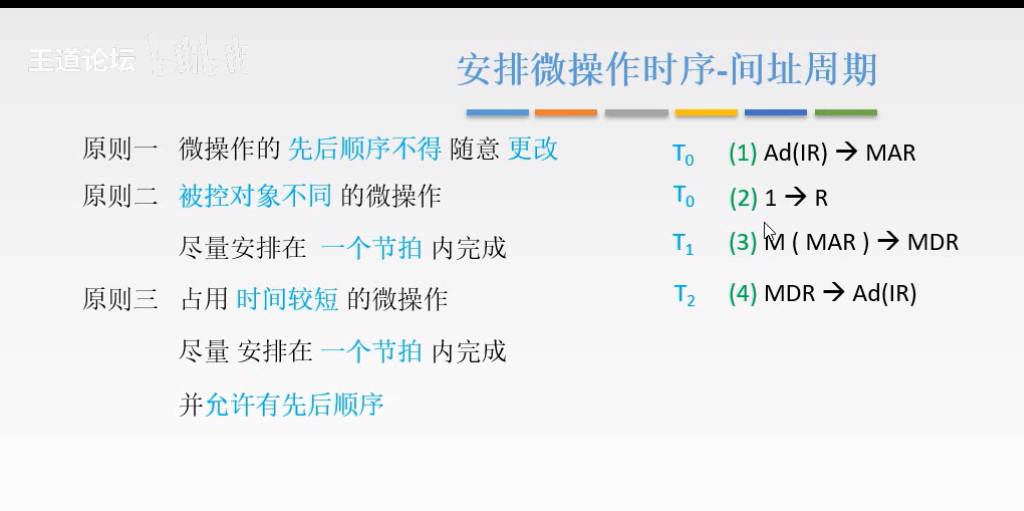 王道论坛
安排微操作时序-间址周期
原则一 微操作的 先后顺序不得 随意 更改
原则二 被控对象不同 的微操作
尽量安排在 一个节拍 内完成
原则三 占用 时间较短 的微操作
尽量 安排在 一个节拍 内完成
并允许有先后顺序
T₀ (1) Ad(IR) → MAR
T₀ (2) 1 → R
T₁ (3) M ( MAR ) → MDR
T₂ (4) MDR → Ad(IR)